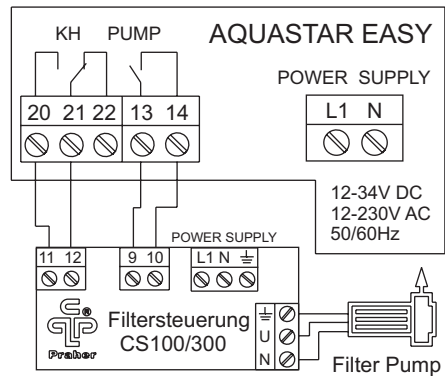 KH PUMP AQUASTAR EASY
POWER SUPPLY
20 21 22 13 14
L1 N
12-34V DC
12-230V AC
50/60Hz
11 12 9 10
POWER SUPPLY
L1 N
Praher
®
Filtersteuerung
CS100/300
U
N
Filter Pump